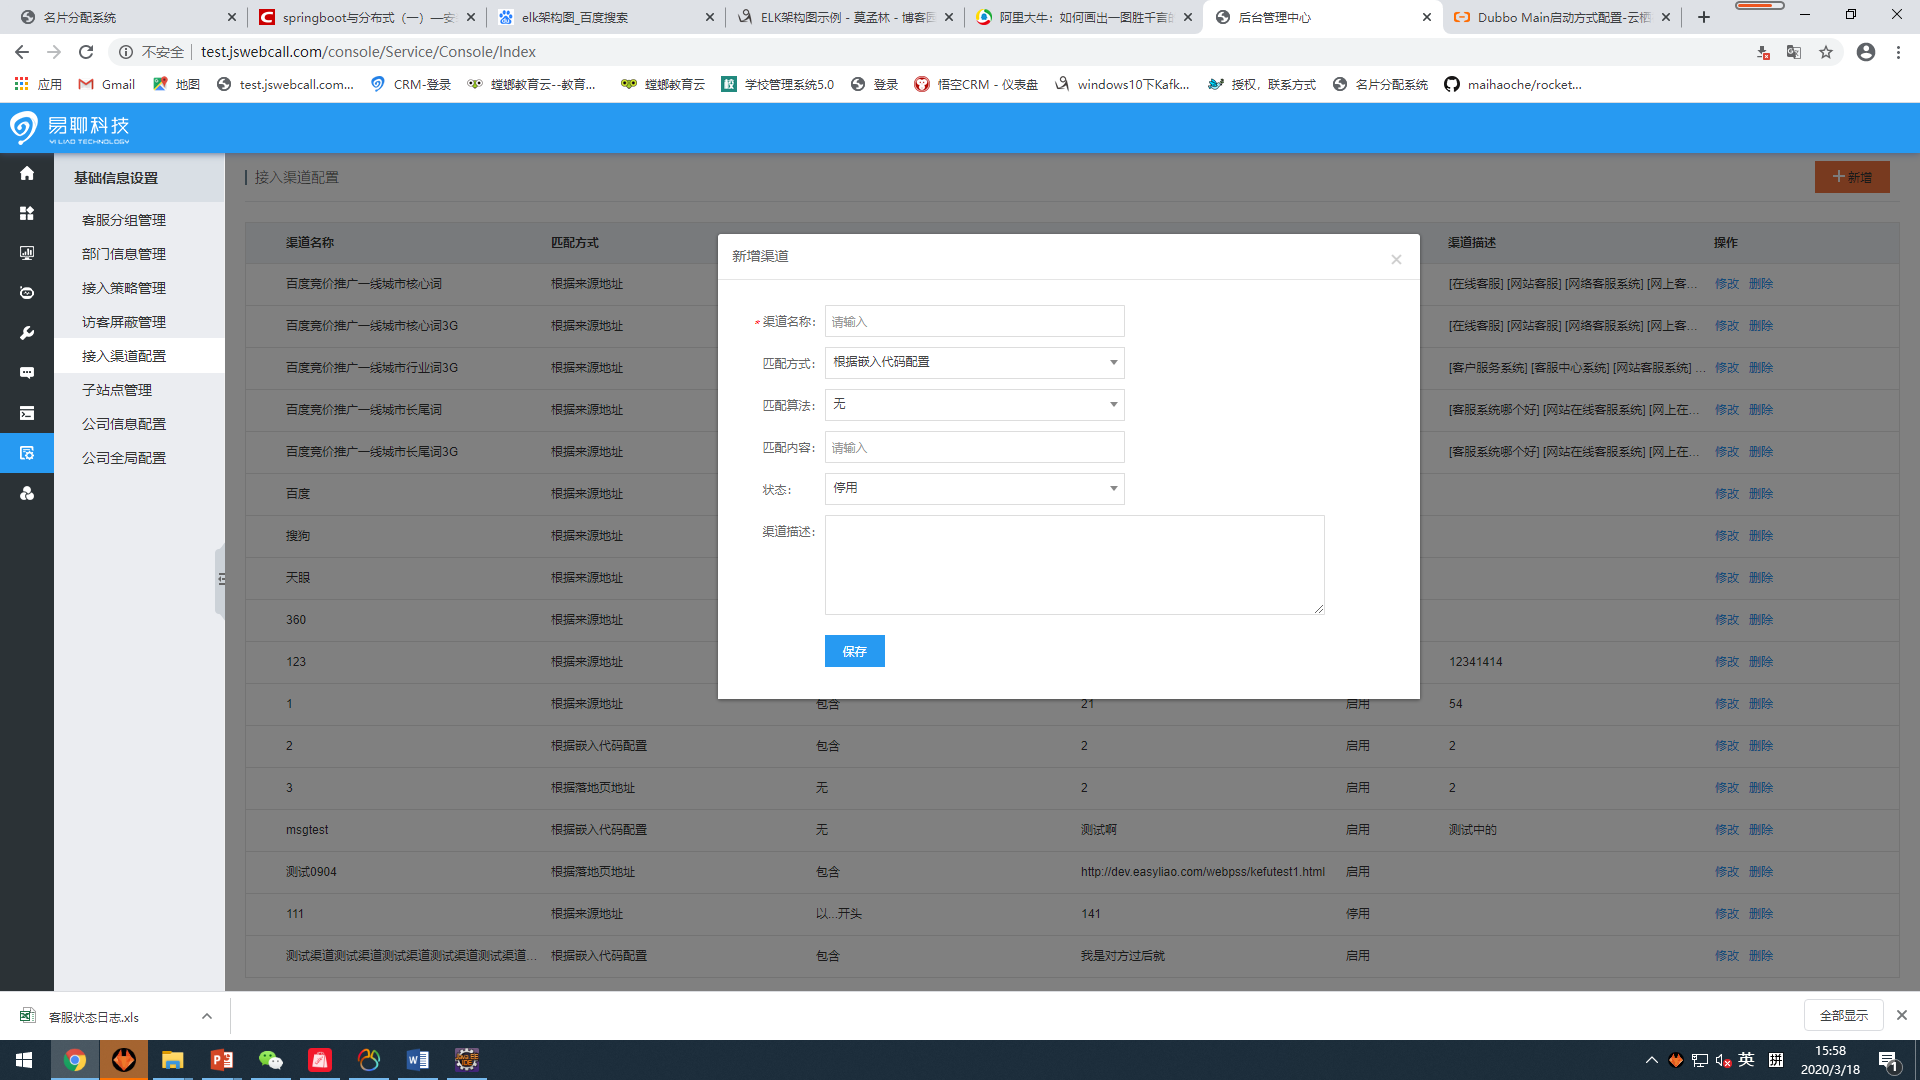 名片分配系统
springboot与分布式（一）—安
elk架构图_百度搜索
ELK架构图示例 - 莫孟林 - 博客园
阿里大牛：如何画出一图胜千言的
后台管理中心
Dubbo Main启动方式配置-云栖
不安全 test.jswebcall.com/console/Service/Console/Index
应用 Gmail 地图 test.jswebcall.com... CRM-登录 螳螂教育云--教育... 螳螂教育云 学校管理系统5.0 登录 悟空CRM - 仪表盘 windows10下Kafk... 授权，联系方式 名片分配系统 maihaoche/rocket...
易聊科技
YI LIAO TECHNOLOGY
基础信息设置
客服分组管理
部门信息管理
接入策略管理
访客屏蔽管理
接入渠道配置
子站点管理
公司信息配置
公司全局配置
接入渠道配置
新增
渠道名称 匹配方式 渠道描述 操作
百度竞价推广一线城市核心词 根据来源地址 [在线客服] [网站客服] [网络客服系统] [网上客... 修改 删除
百度竞价推广一线城市核心词3G 根据来源地址 [在线客服] [网站客服] [网络客服系统] [网上客... 修改 删除
百度竞价推广一线城市行业词3G 根据来源地址 [客户服务系统] [客服中心系统] [网站客服系统] ... 修改 删除
百度竞价推广一线城市长尾词 根据来源地址 [客服系统哪个好] [网站在线客服系统] [网上在... 修改 删除
百度竞价推广一线城市长尾词3G 根据来源地址 [客服系统哪个好] [网站在线客服系统] [网上在... 修改 删除
百度 根据来源地址 修改 删除
搜狗 根据来源地址 修改 删除
天眼 根据来源地址 修改 删除
360 根据来源地址 修改 删除
123 根据来源地址 12341414 修改 删除
1 根据来源地址 包含 21 启用 54 修改 删除
2 根据嵌入代码配置 包含 2 启用 2 修改 删除
3 根据落地页地址 无 2 启用 2 修改 删除
msgtest 根据嵌入代码配置 无 测试啊 启用 测试中的 修改 删除
测试0904 根据落地页地址 包含 http://dev.easyliao.com/webpss/kefutest1.html 启用 修改 删除
111 根据来源地址 以...开头 141 停用 修改 删除
测试渠道测试渠道测试渠道测试渠道测试渠道... 根据嵌入代码配置 包含 我是对方过后就 启用 修改 删除
新增渠道
* 渠道名称: 请输入
匹配方式: 根据嵌入代码配置
匹配算法: 无
匹配内容: 请输入
状态: 停用
渠道描述:
保存
客服状态日志.xls
全部显示
英
拼
15:58
2020/3/18
1